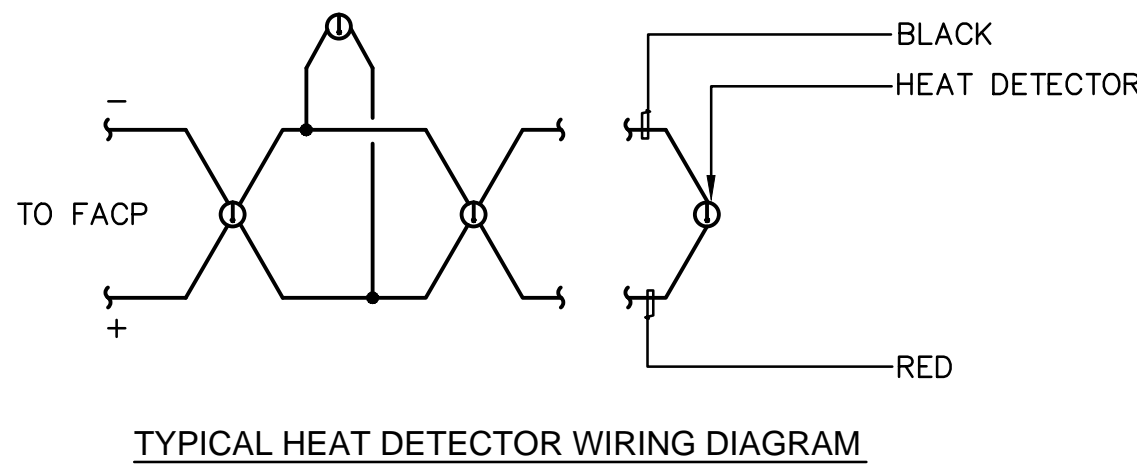 BLACK
HEAT DETECTOR
−
TO FACP
+
RED
TYPICAL HEAT DETECTOR WIRING DIAGRAM